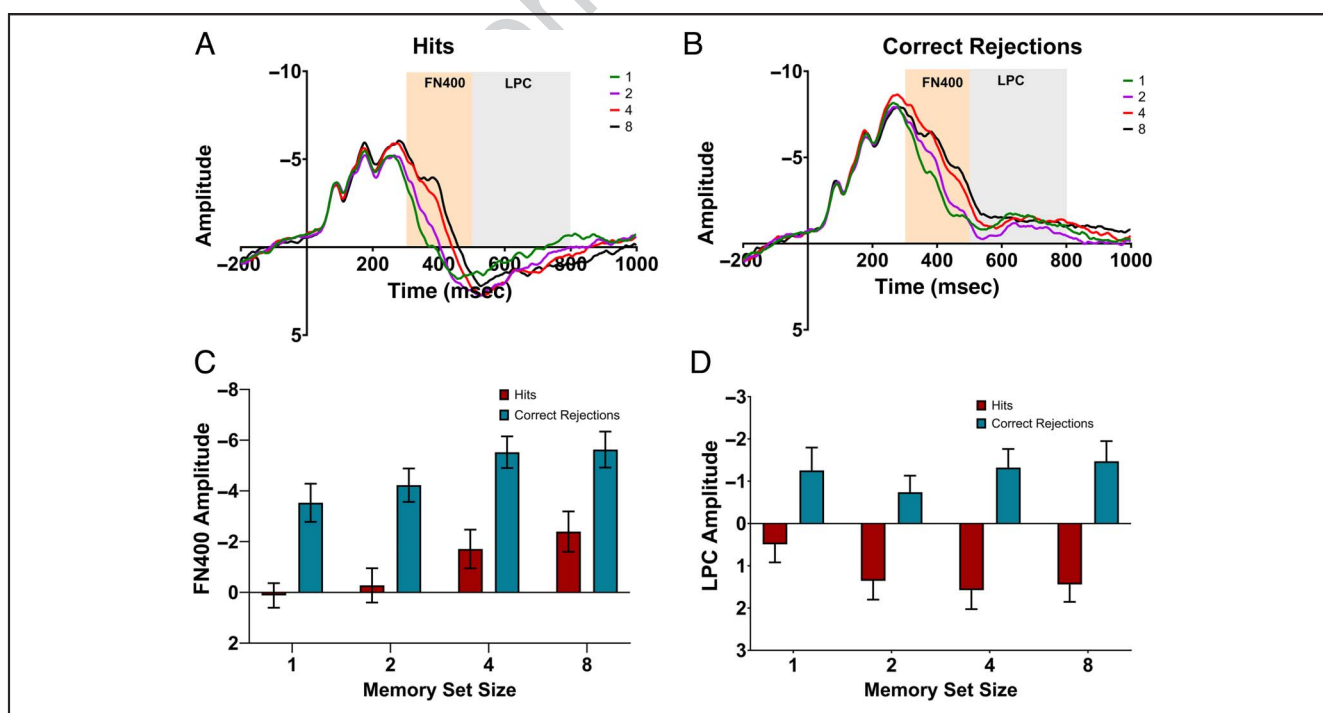 A
Hits
−10
−5
5
Amplitude
FN400
LPC
1
2
4
8
−200
200
400
600
800
1000
Time (msec)
B
Correct Rejections
−10
−5
5
Amplitude
FN400
LPC
1
2
4
8
−200
200
400
600
800
1000
Time (msec)
C
Hits
Correct Rejections
−8
−6
−4
−2
0
2
FN400 Amplitude
1
2
4
8
Memory Set Size
D
Hits
Correct Rejections
−3
−2
−1
0
1
2
3
LPC Amplitude
1
2
4
8
Memory Set Size